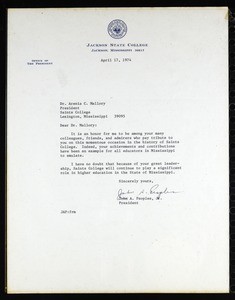 JACKSON STATE COLLEGE
JACKSON, MISSISSIPPI 39217
OFFICE OF
THE PRESIDENT
April 17, 1974
Dr. Arenia C. Mallory
President
Saints College
Lexington, Mississippi 39095
Dear Dr. Mallory:
It is an honor for me to be among your many
colleagues, friends, and admirers who pay tribute to you
on this momentous occasion in the history of Saints
College. Indeed, your achievements and contributions
have been an example for all educators in Mississippi
to emulate.
I have no doubt that because of your great leader-
ship, Saints College will continue to play a significant
role in higher education in the State of Mississippi.
Sincerely yours,
John A. Peoples
John A. Peoples, Jr.
President
JAP:fvm